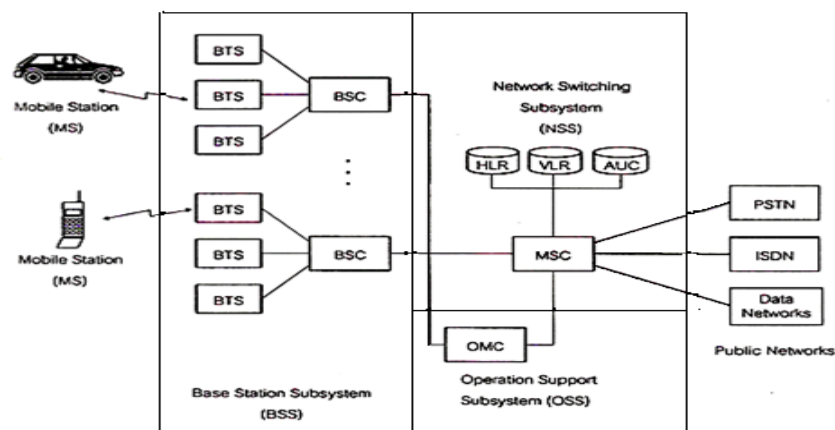 Mobile Station
(MS)
Mobile Station
(MS)
BTS
BTS
BTS
BSC
BTS
BTS
BTS
BSC
Base Station Subsystem
(BSS)
Network Switching
Subsystem
(NSS)
HLR
VLR
AUC
MSC
OMC
Operation Support
Subsystem (OSS)
PSTN
ISDN
Data
Networks
Public Networks